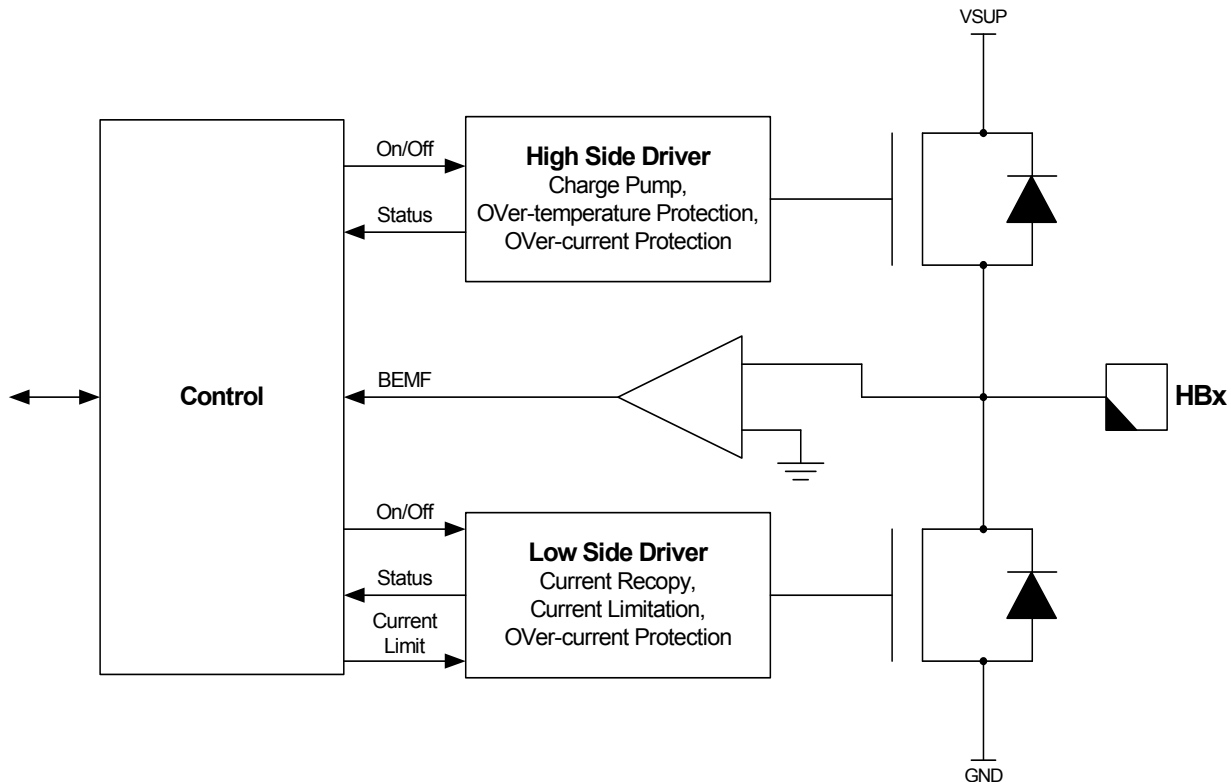 VSUP
On/Off
High Side Driver
Charge Pump,
OVer-temperature Protection,
OVer-current Protection
Status
Control
BEMF
HBx
On/Off
Low Side Driver
Current Recopy,
Current Limitation,
OVer-current Protection
Status
Current
Limit
GND